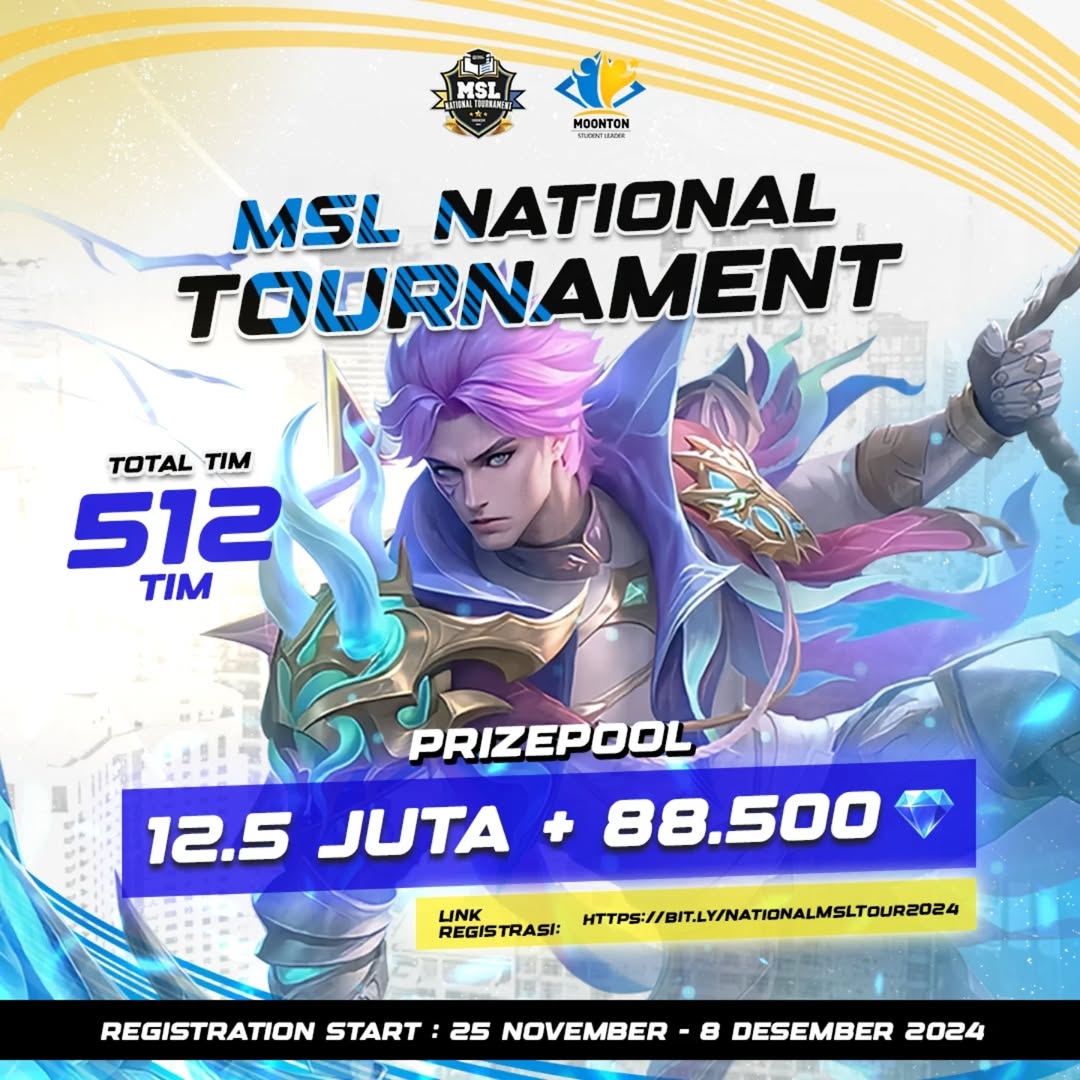 MSL
NATIONAL TOURNAMENT
MOONTON
STUDENT LEADER
MSL NATIONAL
TOURNAMENT
TOTAL TIM
512
TIM
PRIZEPOOL
12.5 JUTA + 88.500
LINK
REGISTRASI:
HTTPS://BIT.LY/NATIONALMSLTOUR2024
REGISTRATION START : 25 NOVEMBER - 8 DESEMBER 2024